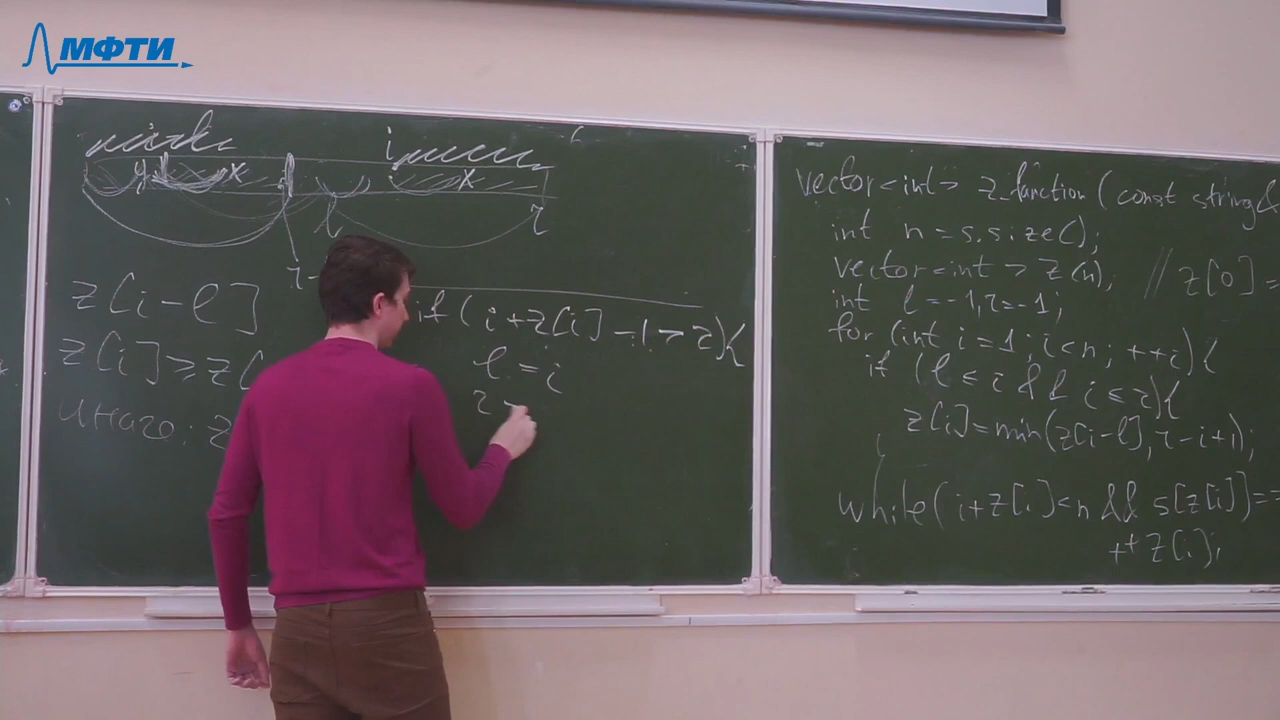 МФТИ
i
x x
l r
z[i-l]
z[i]≥z[
иначе: z
if (i+z[i]-1>r){
l=i
r=
vector<int> z_function (const string&
int n=s.size();
vector<int> z(n); // z[0]=
int l=-1,r=-1;
for (int i=1;i<n;++i){
if (l≤i && i≤r){
z[i]=min(z[i-l],r-i+1);
while(i+z[i]<n && s[z[i]]==
++z[i];